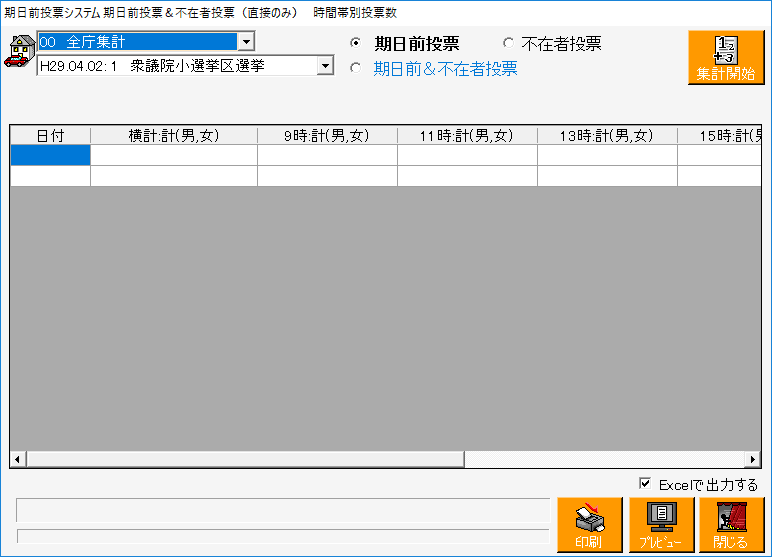 期日前投票システム 期日前投票＆不在者投票（直接のみ）　時間帯別投票数
00　全庁集計
H29.04.02:1　衆議院小選挙区選挙
期日前投票
不在者投票
期日前＆不在者投票
集計開始
日付　横計:計(男,女)　9時:計(男,女)　11時:計(男,女)　13時:計(男,女)　15時:計(男
Excelで出力する
印刷
ﾌﾟﾚﾋﾞｭｰ
閉じる